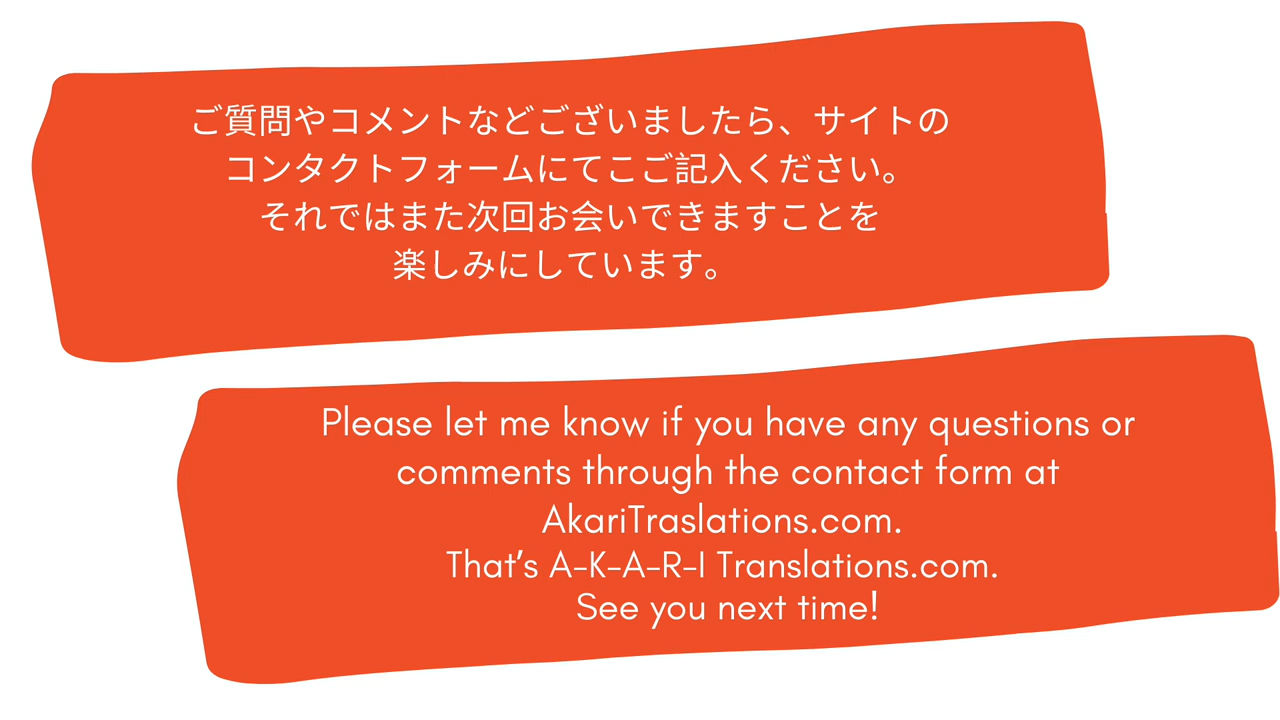 ご質問やコメントなどございましたら、サイトの
コンタクトフォームにてこご記入ください。
それではまた次回お会いできますことを
楽しみにしています。
Please let me know if you have any questions or
comments through the contact form at
AkariTraslations.com.
That's A-K-A-R-I Translations.com.
See you next time!